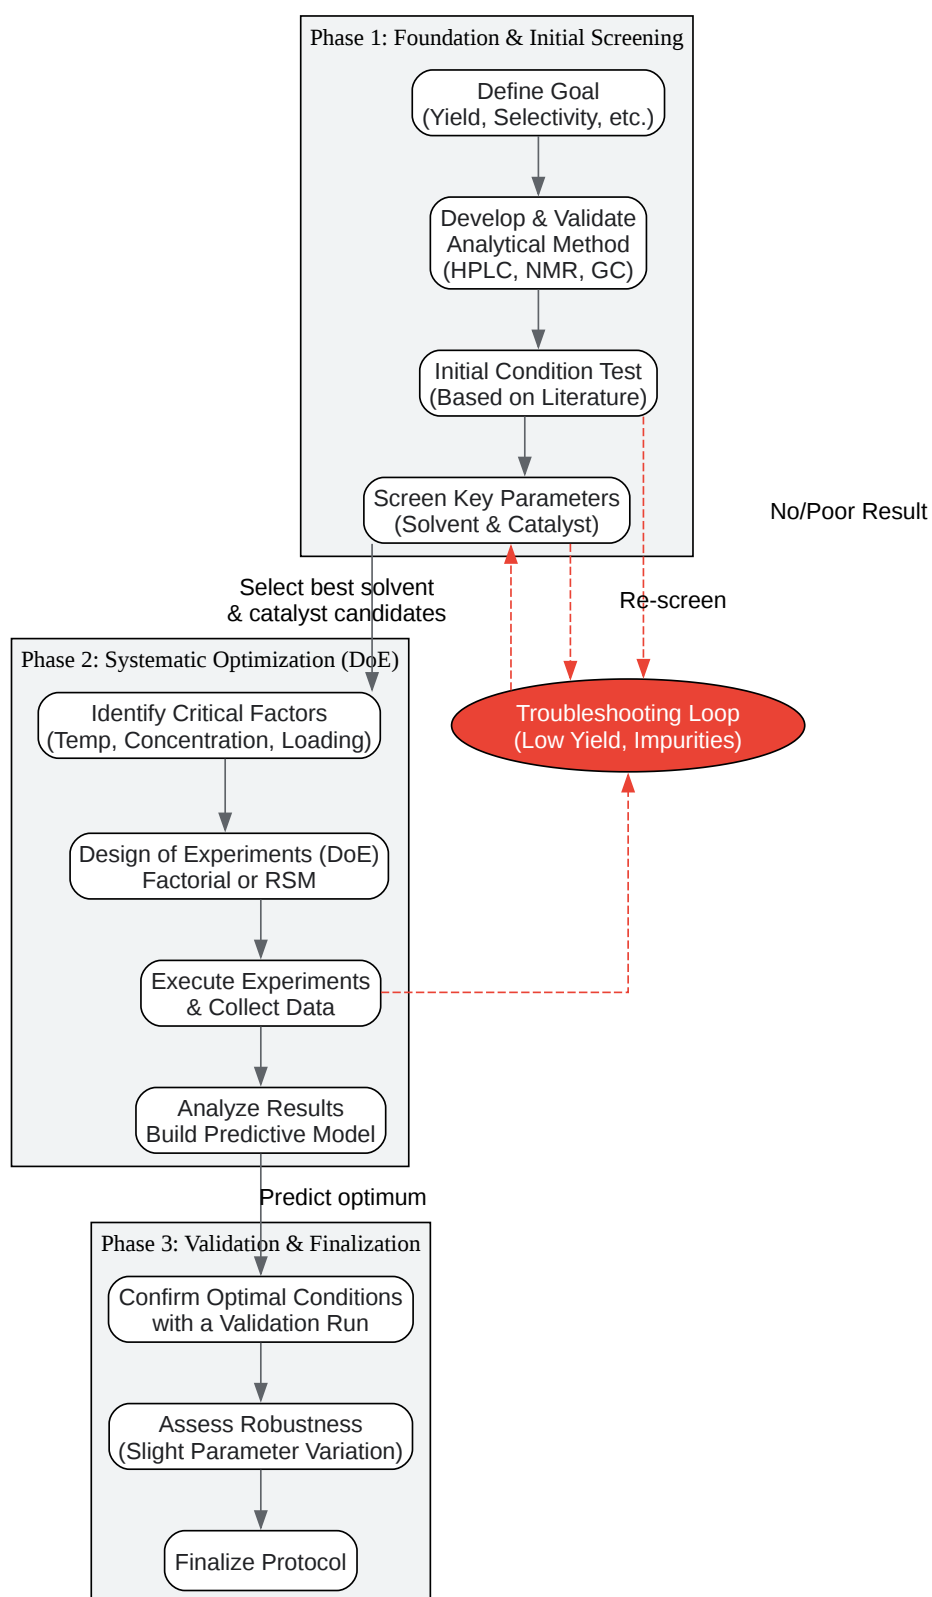 Phase 1: Foundation & Initial Screening
Define Goal
(Yield, Selectivity, etc.)
Develop & Validate
Analytical Method
(HPLC, NMR, GC)
Initial Condition Test
(Based on Literature)
Screen Key Parameters
(Solvent & Catalyst)
No/Poor Result
Select best solvent
& catalyst candidates
Re-screen
Phase 2: Systematic Optimization (DoE)
Identify Critical Factors
(Temp, Concentration, Loading)
Troubleshooting Loop
(Low Yield, Impurities)
Design of Experiments (DoE)
Factorial or RSM
Execute Experiments
& Collect Data
Analyze Results
Build Predictive Model
Predict optimum
Phase 3: Validation & Finalization
Confirm Optimal Conditions
with a Validation Run
Assess Robustness
(Slight Parameter Variation)
Finalize Protocol